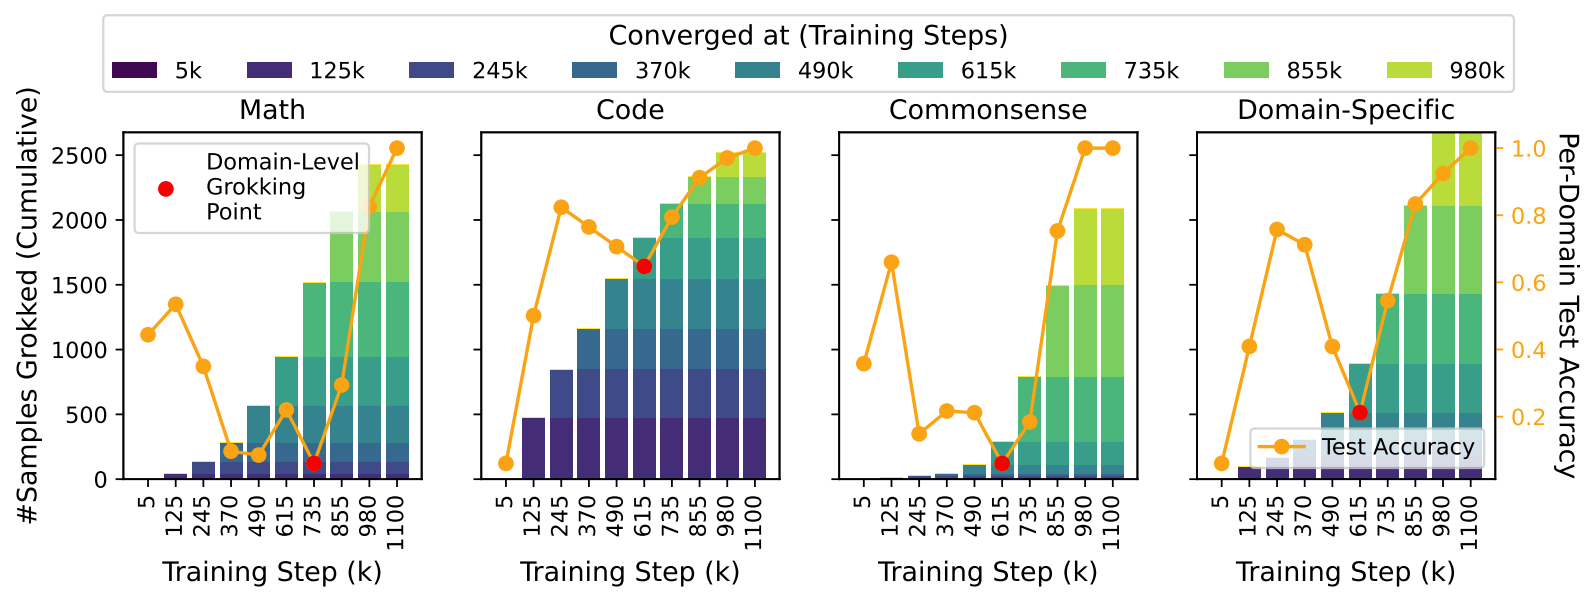 Converged at (Training Steps)
5k 125k 245k 370k 490k 615k 735k 855k 980k
Math Code Commonsense Domain-Specific
#Samples Grokked (Cumulative)
2500
2000
1500
1000
500
0
Domain-Level
Grokking
Point
Test Accuracy
1.0
0.8
0.6
0.4
0.2
Per-Domain Test Accuracy
5 125 245 370 490 615 735 855 980 1100
5 125 245 370 490 615 735 855 980 1100
5 125 245 370 490 615 735 855 980 1100
5 125 245 370 490 615 735 855 980 1100
Training Step (k) Training Step (k) Training Step (k) Training Step (k)